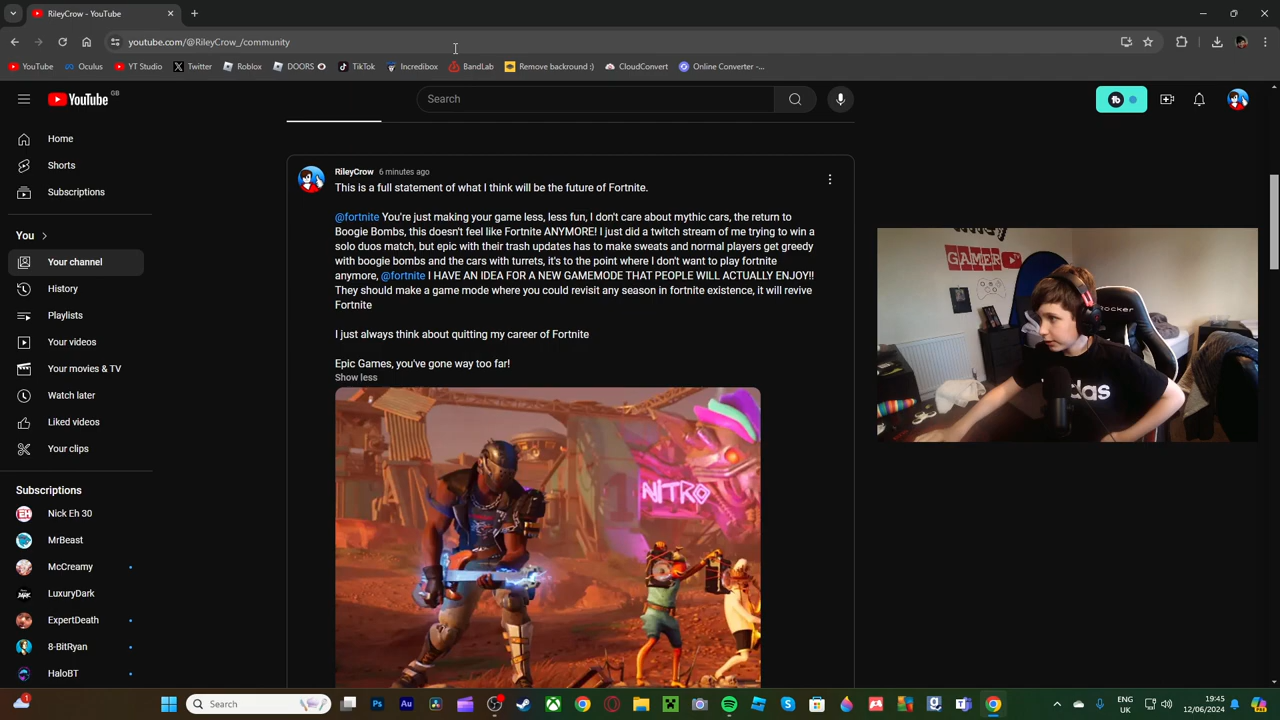 RileyCrow - YouTube
youtube.com/@RileyCrow_/community
YouTube
Oculus
YT Studio
Twitter
Roblox
DOORS
TikTok
Incredibox
BandLab
Remove backround :)
CloudConvert
Online Converter -...
YouTube GB
Search
Home
Shorts
Subscriptions
You
Your channel
History
Playlists
Your videos
Your movies & TV
Watch later
Liked videos
Your clips
Subscriptions
Nick Eh 30
MrBeast
McCreamy
LuxuryDark
ExpertDeath
8-BitRyan
HaloBT
RileyCrow 6 minutes ago
This is a full statement of what I think will be the future of Fortnite.
@fortnite You're just making your game less, less fun, I don't care about mythic cars, the return to
Boogie Bombs, this doesn't feel like Fortnite ANYMORE! I just did a twitch stream of me trying to win a
solo duos match, but epic with their trash updates has to make sweats and normal players get greedy
with boogie bombs and the cars with turrets, it's to the point where I don't want to play fortnite
anymore, @fortnite I HAVE AN IDEA FOR A NEW GAMEMODE THAT PEOPLE WILL ACTUALLY ENJOY!!
They should make a game mode where you could revisit any season in fortnite existence, it will revive
Fortnite
I just always think about quitting my career of Fortnite
Epic Games, you've gone way too far!
Show less
NITRO
GAMER
Rocker
adas
Search
1
ENG
UK
19:45
12/06/2024